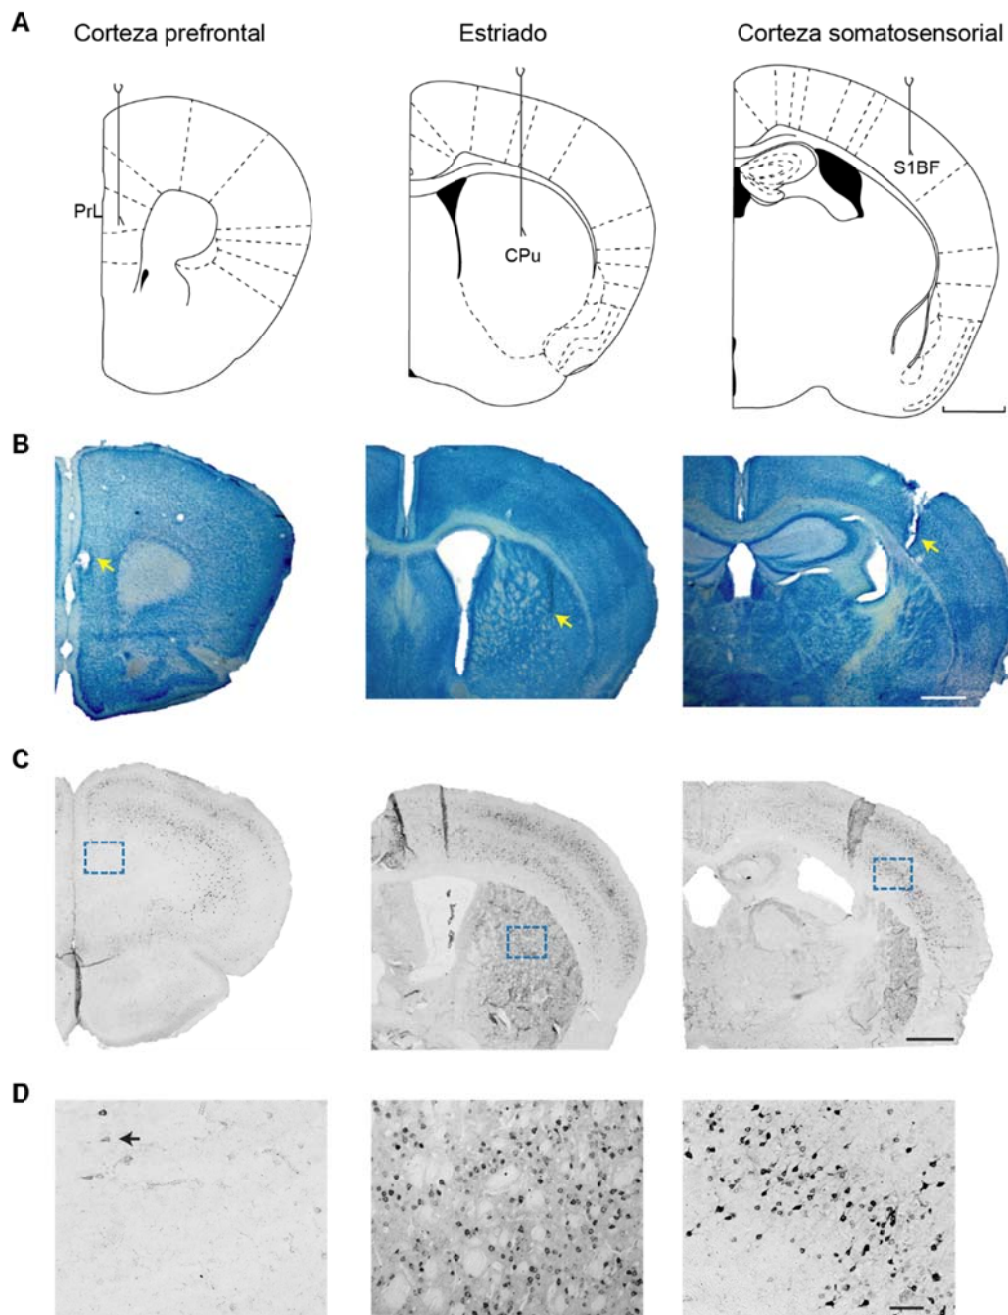 A
Corteza prefrontal
Estriado
Corteza somatosensorial
PrL
CPu
S1BF
B
C
D